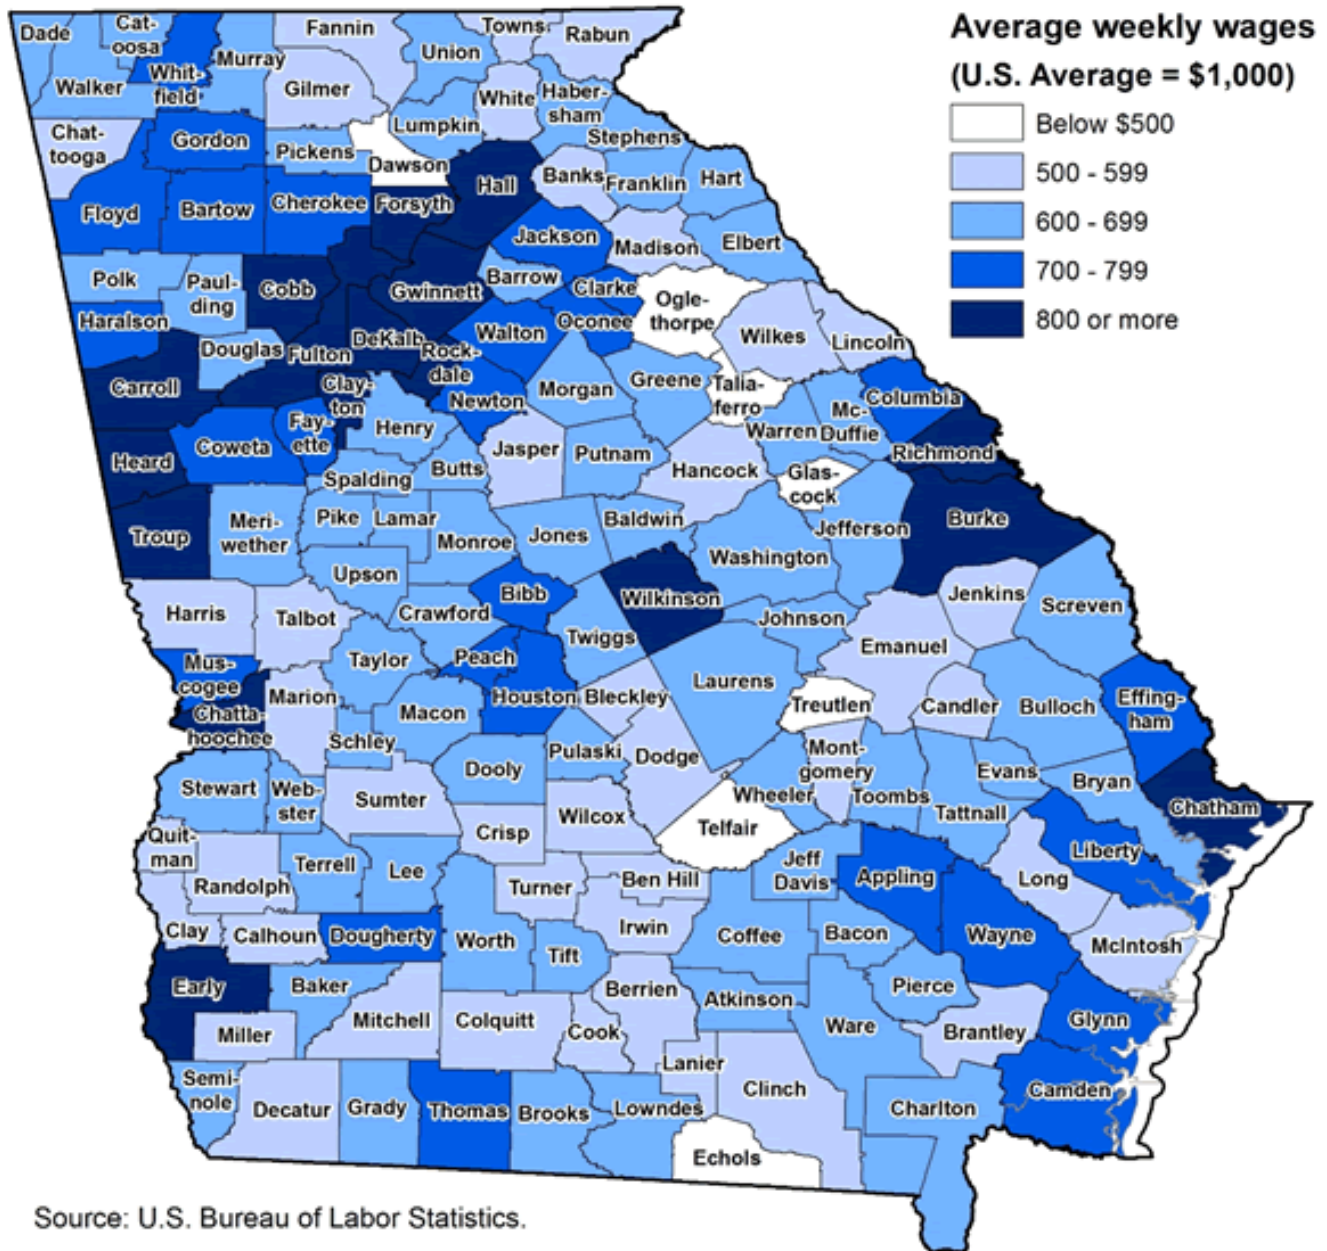 Average weekly wages
(U.S. Average = $1,000)
Below $500
500 - 599
600 - 699
700 - 799
800 or more
Dade
Cat-
oosa
Whit-
field
Murray
Fannin
Union
Towns
Rabun
Walker
Gilmer
White
Haber-
sham
Lumpkin
Stephens
Chat-
tooga
Gordon
Pickens
Dawson
Hall
Banks
Franklin
Hart
Floyd
Bartow
Cherokee
Forsyth
Jackson
Madison
Elbert
Polk
Paul-
ding
Cobb
Gwinnett
Barrow
Clarke
Ogle-
thorpe
Haralson
Douglas
Fulton
DeKalb
Rock-
dale
Walton
Oconee
Wilkes
Lincoln
Carroll
Clay-
ton
Newton
Morgan
Greene
Talia-
ferro
Columbia
Mc-
Duffie
Warren
Heard
Coweta
Fay-
ette
Henry
Butts
Jasper
Putnam
Hancock
Glas-
cock
Richmond
Spalding
Troup
Meri-
wether
Pike
Lamar
Monroe
Jones
Baldwin
Washington
Jefferson
Burke
Upson
Bibb
Wilkinson
Jenkins
Screven
Harris
Talbot
Crawford
Twiggs
Johnson
Emanuel
Mus-
cogee
Taylor
Peach
Laurens
Chatta-
hoochee
Marion
Macon
Houston
Bleckley
Treutlen
Candler
Bulloch
Effing-
ham
Schley
Pulaski
Dodge
Mont-
gomery
Stewart
Web-
ster
Sumter
Dooly
Wilcox
Wheeler
Toombs
Tattnall
Evans
Bryan
Chatham
Quit-
man
Randolph
Terrell
Lee
Crisp
Telfair
Jeff
Davis
Appling
Long
Liberty
Turner
Ben Hill
Clay
Calhoun
Dougherty
Worth
Tift
Irwin
Coffee
Bacon
Wayne
McIntosh
Early
Baker
Miller
Mitchell
Colquitt
Cook
Berrien
Atkinson
Ware
Pierce
Brantley
Glynn
Lanier
Semi-
nole
Decatur
Grady
Thomas
Brooks
Lowndes
Clinch
Charlton
Camden
Echols
Source: U.S. Bureau of Labor Statistics.